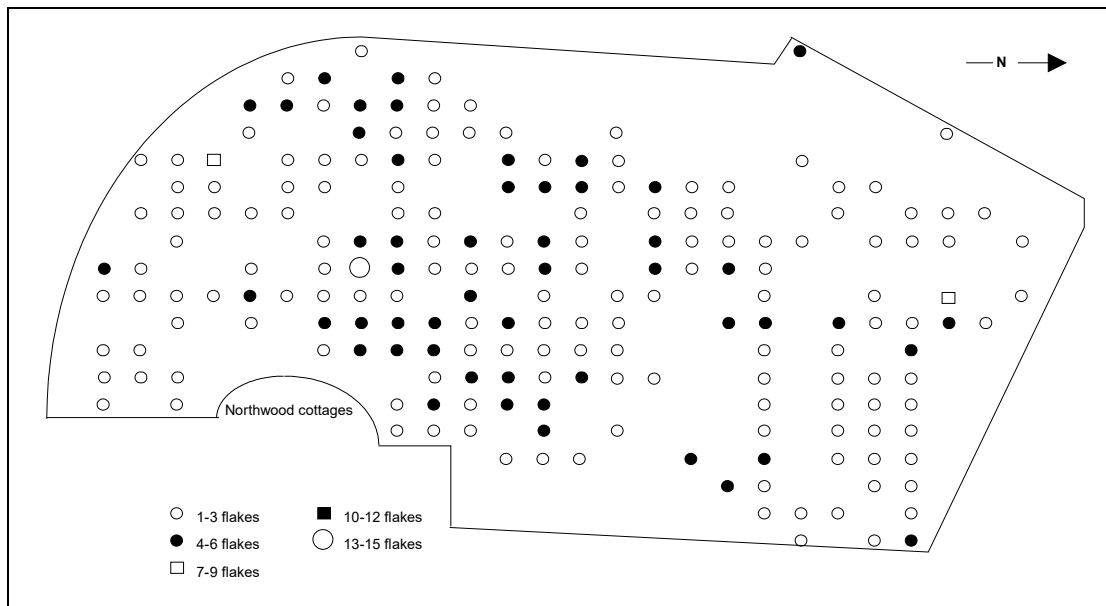 N
Northwood cottages
1-3 flakes
4-6 flakes
7-9 flakes
10-12 flakes
13-15 flakes